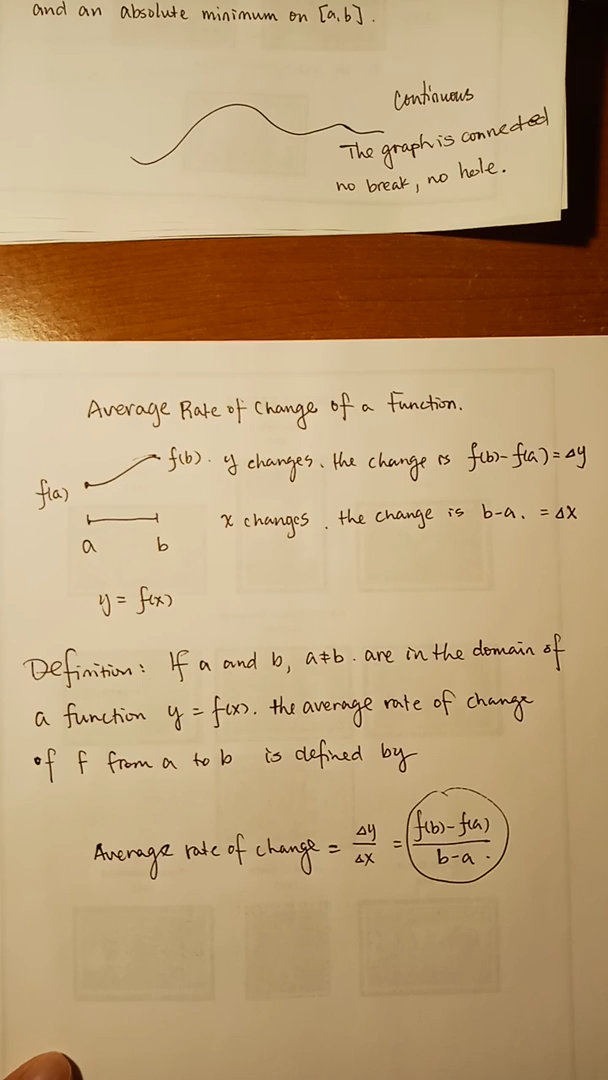 and an absolute minimum on [a,b].
Continuous
The graph is connected
no break, no hole.
Average Rate of Change of a Function.
f(b). y changes. the change is f(b)-f(a)=Δy
f(a)
x changes. the change is b-a. = Δx
a b
y = f(x)
Definition: If a and b, a≠b. are in the domain of
a function y = f(x). the average rate of change
of f from a to b is defined by
Average rate of change = Δy/Δx = f(b)-f(a)/b-a.